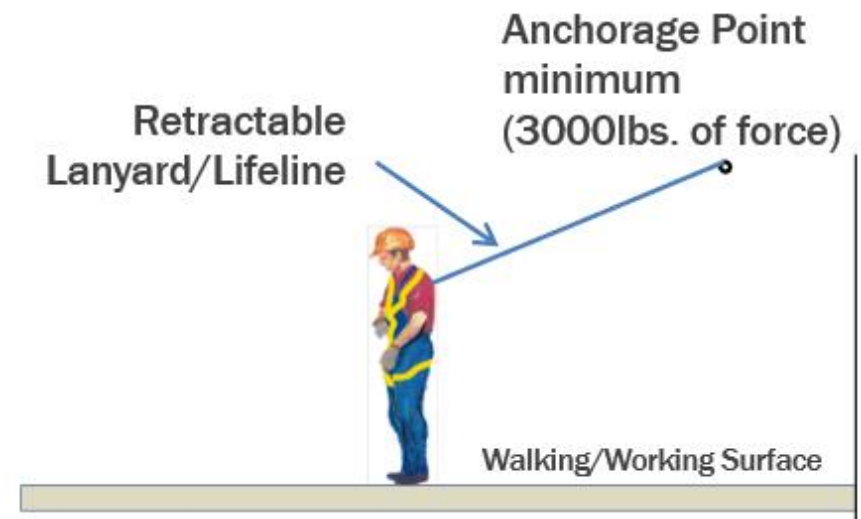 Anchorage Point
minimum
(3000lbs. of force)
Retractable
Lanyard/Lifeline
Walking/Working Surface